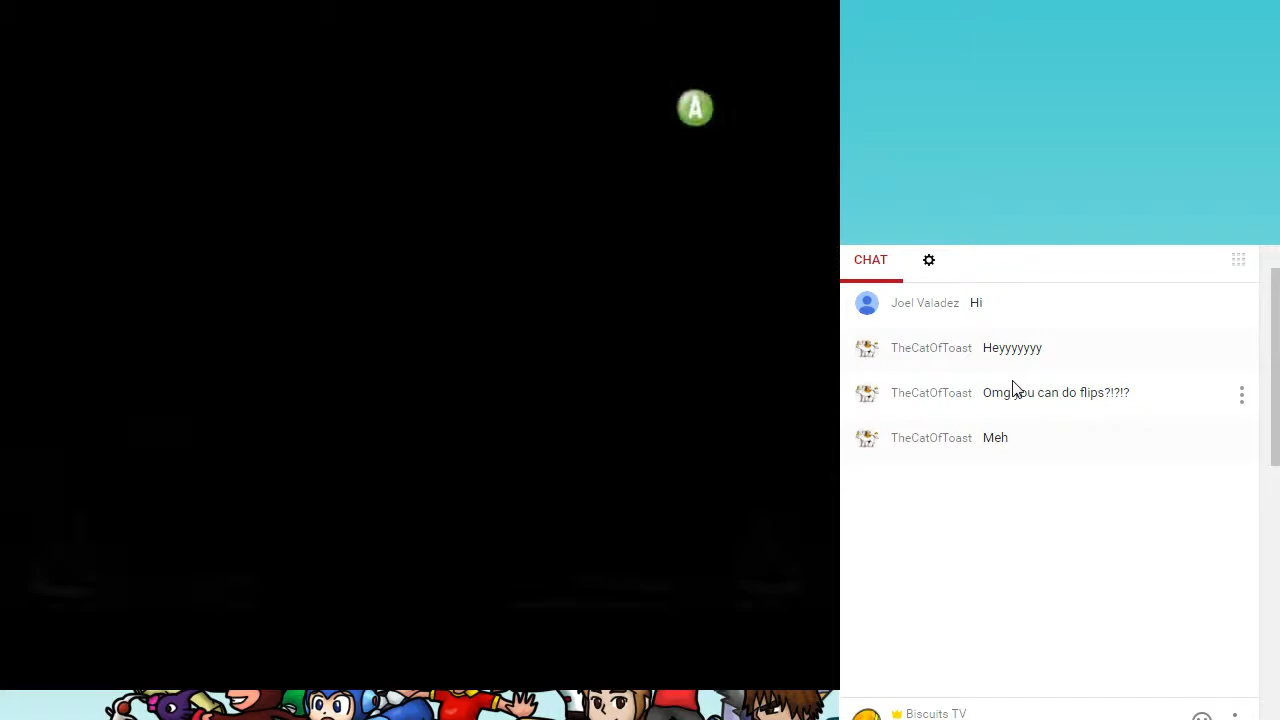 A
CHAT
Joel Valadez Hi
TheCatOfToast Heyyyyyyy
TheCatOfToast Omg you can do flips?!?!?
TheCatOfToast Meh
Biscuits TV